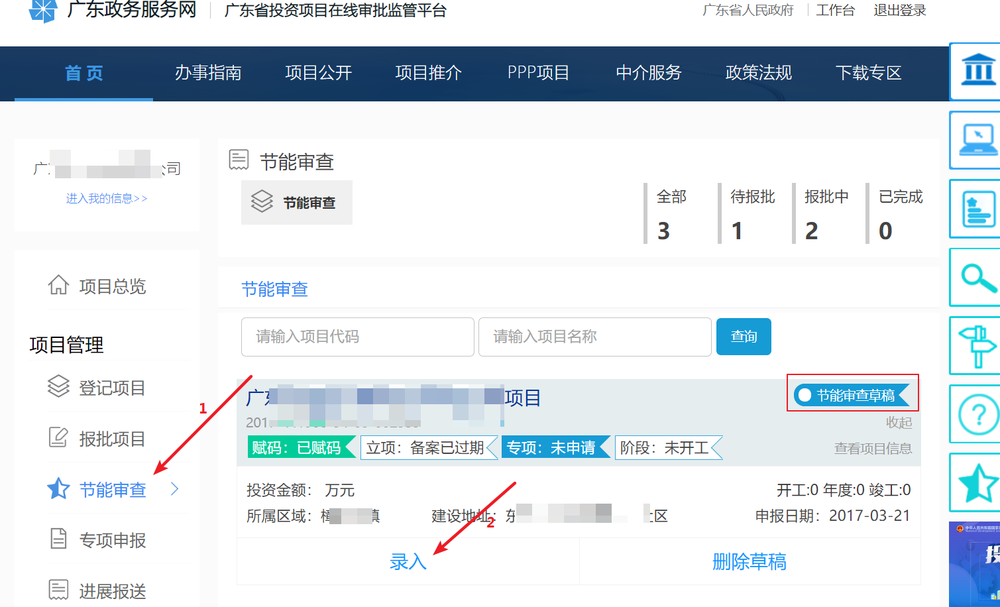 广东政务服务网 广东省投资项目在线审批监管平台 广东省人民政府 工作台 退出登录
首页 办事指南 项目公开 项目推介 PPP项目 中介服务 政策法规 下载专区
广 公司
进入我的信息>>
节能审查
节能审查
全部 待报批 报批中 已完成
3 1 2 0
项目总览
项目管理
登记项目
报批项目
节能审查
专项申报
进展报送
节能审查
请输入项目代码 请输入项目名称 查询
广 项目 节能审查草稿
收起
赋码：已赋码 立项：备案已过期 专项：未申请 阶段：未开工 查看项目信息
投资金额： 万元 开工:0 年度:0 竣工:0
所属区域： 镇 建设地址：东 区 申报日期：2017-03-21
录入 删除草稿
1
2